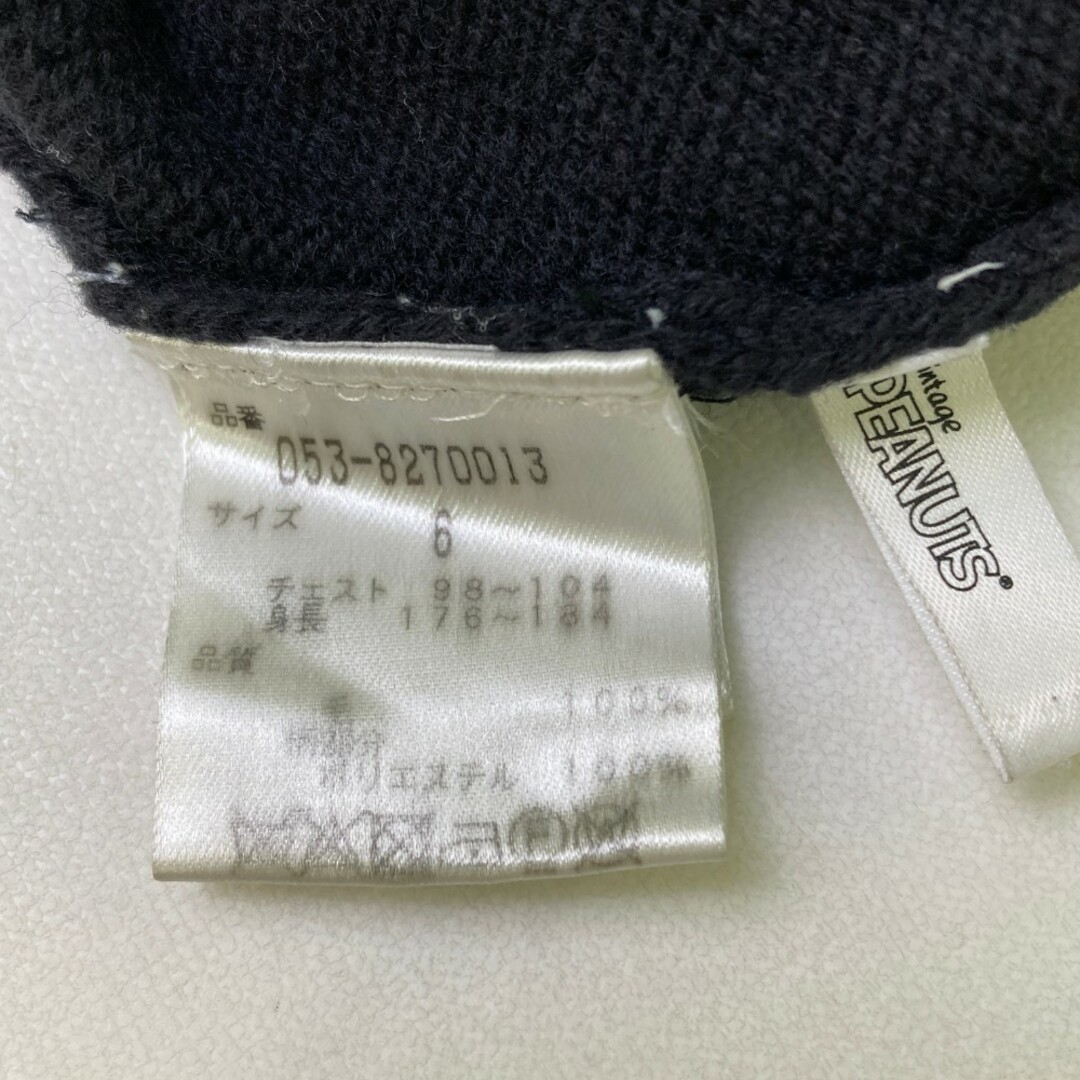 品番
053-8270013
サイズ 6
チェスト 98~104
身長 176~184
品質
100%
ポリエステル 100%
intage
PEANUTS®